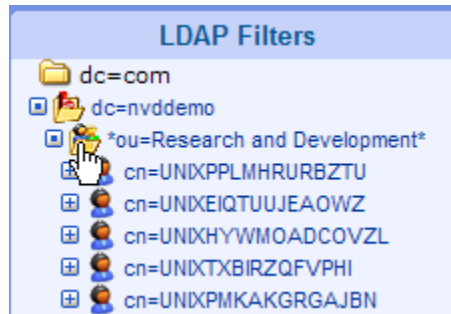 LDAP Filters
dc=com
dc=nvddemo
*ou=Research and Development*
cn=UNIXPPLMHRURBZTU
cn=UNIXEIQTUUJEAOWZ
cn=UNIXHYWMOADCOVZL
cn=UNIXTXBIRZQFVPHI
cn=UNIXPMKAKGRGAJBN